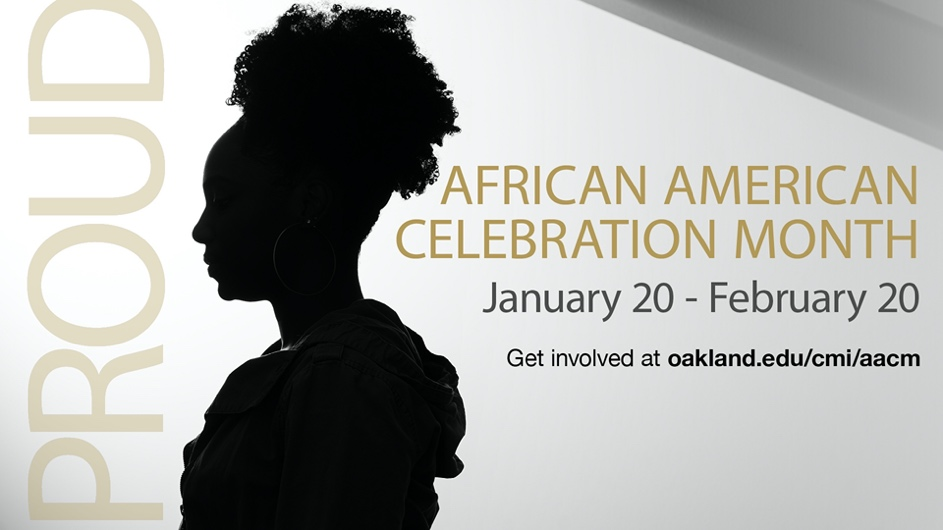 PROUD
AFRICAN AMERICAN
CELEBRATION MONTH
January 20 - February 20
Get involved at oakland.edu/cmi/aacm